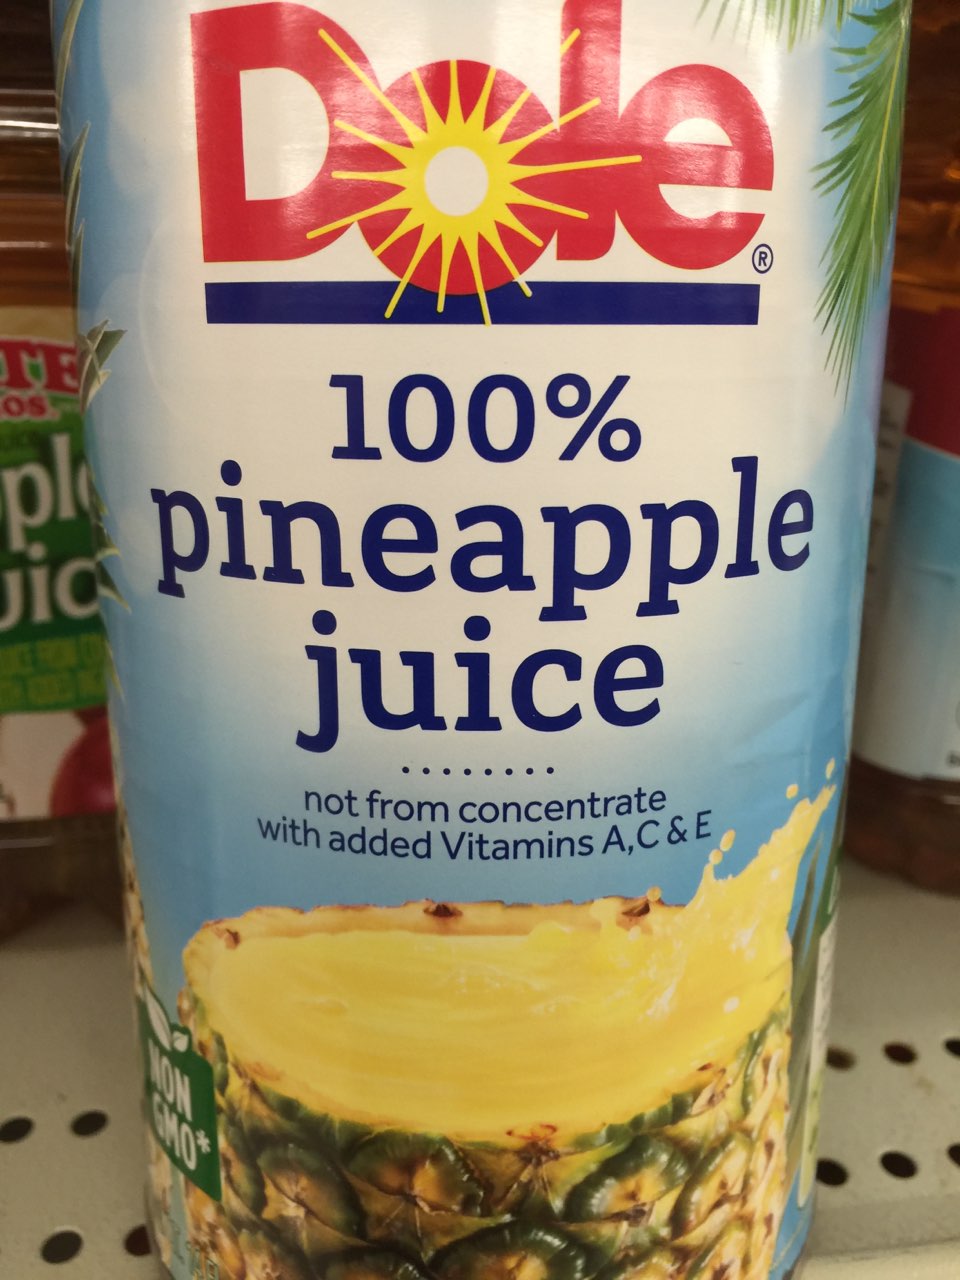 Dole®
100%
pineapple
juice
not from concentrate
with added Vitamins A,C & E
NON
GMO*